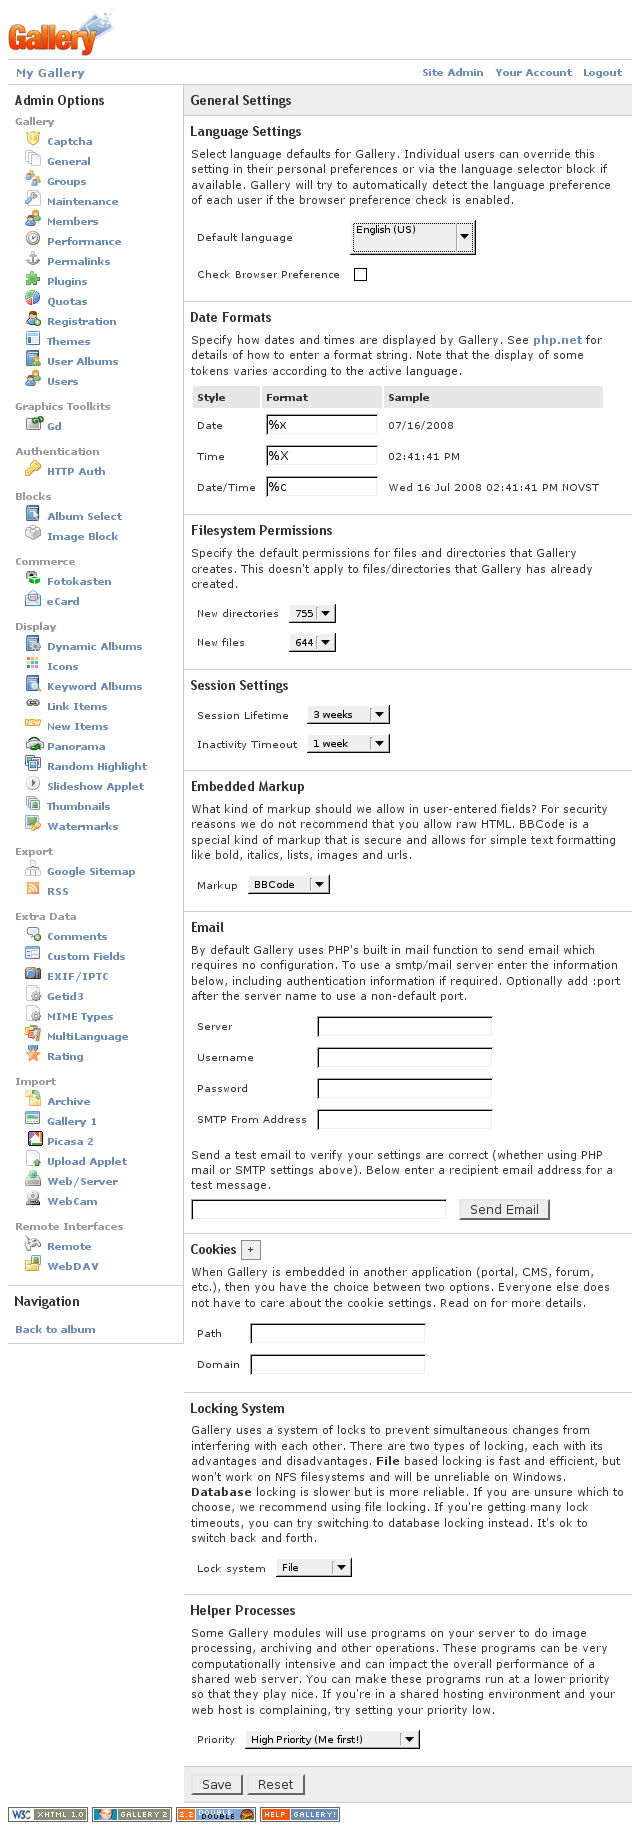 Gallery
My Gallery
Site Admin Your Account Logout
Admin Options
Gallery
Captcha
General
Groups
Maintenance
Members
Performance
Permalinks
Plugins
Quotas
Registration
Themes
User Albums
Users
Graphics Toolkits
Gd
Authentication
HTTP Auth
Blocks
Album Select
Image Block
Commerce
Fotokasten
eCard
Display
Dynamic Albums
Icons
Keyword Albums
Link Items
New Items
Panorama
Random Highlight
Slideshow Applet
Thumbnails
Watermarks
Export
Google Sitemap
RSS
Extra Data
Comments
Custom Fields
EXIF/IPTC
Getid3
MIME Types
MultiLanguage
Rating
Import
Archive
Gallery 1
Picasa 2
Upload Applet
Web/Server
WebCam
Remote Interfaces
Remote
WebDAV
Navigation
Back to album
General Settings
Language Settings
Select language defaults for Gallery. Individual users can override this
setting in their personal preferences or via the language selector block if
available. Gallery will try to automatically detect the language preference
of each user if the browser preference check is enabled.
Default language English (US)
Check Browser Preference
Date Formats
Specify how dates and times are displayed by Gallery. See php.net for
details of how to enter a format string. Note that the display of some
tokens varies according to the active language.
Style Format Sample
Date %x 07/16/2008
Time %X 02:41:41 PM
Date/Time %c Wed 16 Jul 2008 02:41:41 PM NOVST
Filesystem Permissions
Specify the default permissions for files and directories that Gallery
creates. This doesn't apply to files/directories that Gallery has already
created.
New directories 755
New files 644
Session Settings
Session Lifetime 3 weeks
Inactivity Timeout 1 week
Embedded Markup
What kind of markup should we allow in user-entered fields? For security
reasons we do not recommend that you allow raw HTML. BBCode is a
special kind of markup that is secure and allows for simple text formatting
like bold, italics, lists, images and urls.
Markup BBCode
Email
By default Gallery uses PHP's built in mail function to send email which
requires no configuration. To use a smtp/mail server enter the information
below, including authentication information if required. Optionally add :port
after the server name to use a non-default port.
Server
Username
Password
SMTP From Address
Send a test email to verify your settings are correct (whether using PHP
mail or SMTP settings above). Below enter a recipient email address for a
test message.
Send Email
Cookies +
When Gallery is embedded in another application (portal, CMS, forum,
etc.), then you have the choice between two options. Everyone else does
not have to care about the cookie settings. Read on for more details.
Path
Domain
Locking System
Gallery uses a system of locks to prevent simultaneous changes from
interfering with each other. There are two types of locking, each with its
advantages and disadvantages. File based locking is fast and efficient, but
won't work on NFS filesystems and will be unreliable on Windows.
Database locking is slower but is more reliable. If you are unsure which to
choose, we recommend using file locking. If you're getting many lock
timeouts, you can try switching to database locking instead. It's ok to
switch back and forth.
Lock system File
Helper Processes
Some Gallery modules will use programs on your server to do image
processing, archiving and other operations. These programs can be very
computationally intensive and can impact the overall performance of a
shared web server. You can make these programs run at a lower priority
so that they play nice. If you're in a shared hosting environment and your
web host is complaining, try setting your priority low.
Priority High Priority (Me first!)
Save Reset
W3C XHTML 1.0 GALLERY 2 2.2 DOUBLE DOUBLE HELP GALLERY!